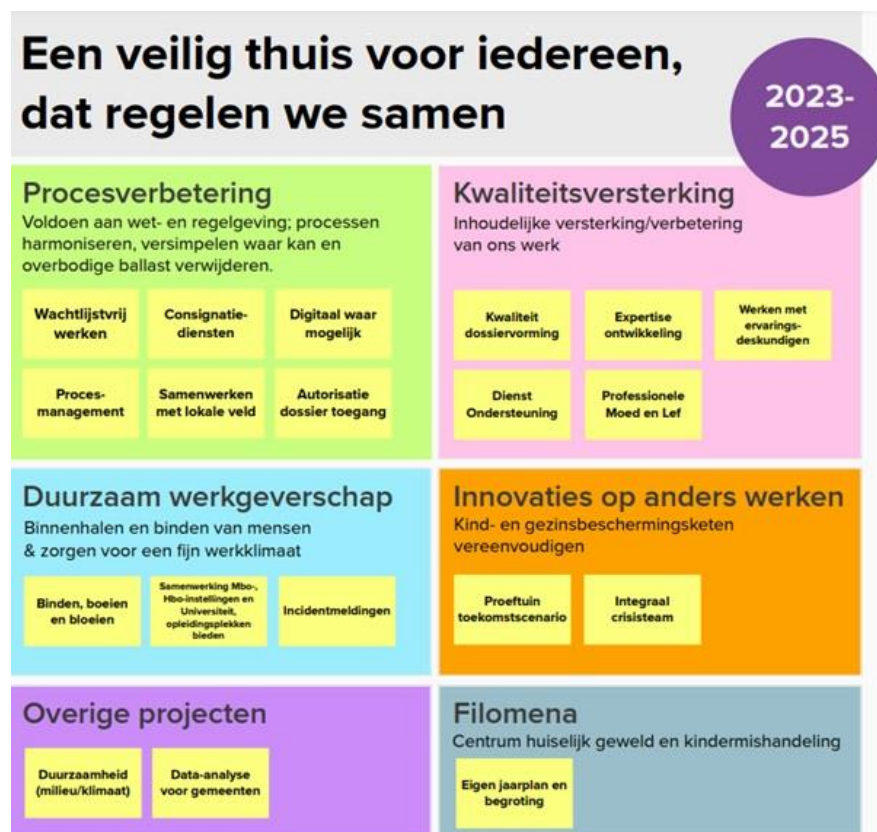 Een veilig thuis voor iedereen,
dat regelen we samen
2023-
2025
Procesverbetering
Voldoen aan wet- en regelgeving; processen
harmoniseren, versimpelen waar kan en
overbodige ballast verwijderen.
Wachtlijstvrij
werken
Consignatie-
diensten
Digitaal waar
mogelijk
Proces-
management
Samenwerken
met lokale veld
Autorisatie
dossier toegang
Kwaliteitsversterking
Inhoudelijke versterking/verbetering
van ons werk
Kwaliteit
dossiervorming
Expertise
ontwikkeling
Werken met
ervarings-
deskundigen
Dienst
Ondersteuning
Professionele
Moed en Lef
Duurzaam werkgeverschap
Binnenhalen en binden van mensen
& zorgen voor een fijn werkklimaat
Binden, boeien
en bloeien
Samenwerking Mbo-,
Hbo-instellingen en
Universiteit,
opleidingsplekken
bieden
Incidentmeldingen
Innovaties op anders werken
Kind- en gezinsbeschermingsketen
vereenvoudigen
Proeftuin
toekomstscenario
Integraal
crisisteam
Overige projecten
Duurzaamheid
(milieu/klimaat)
Data-analyse
voor gemeenten
Filomena
Centrum huiselijk geweld en kindermishandeling
Eigen jaarplan en
begroting